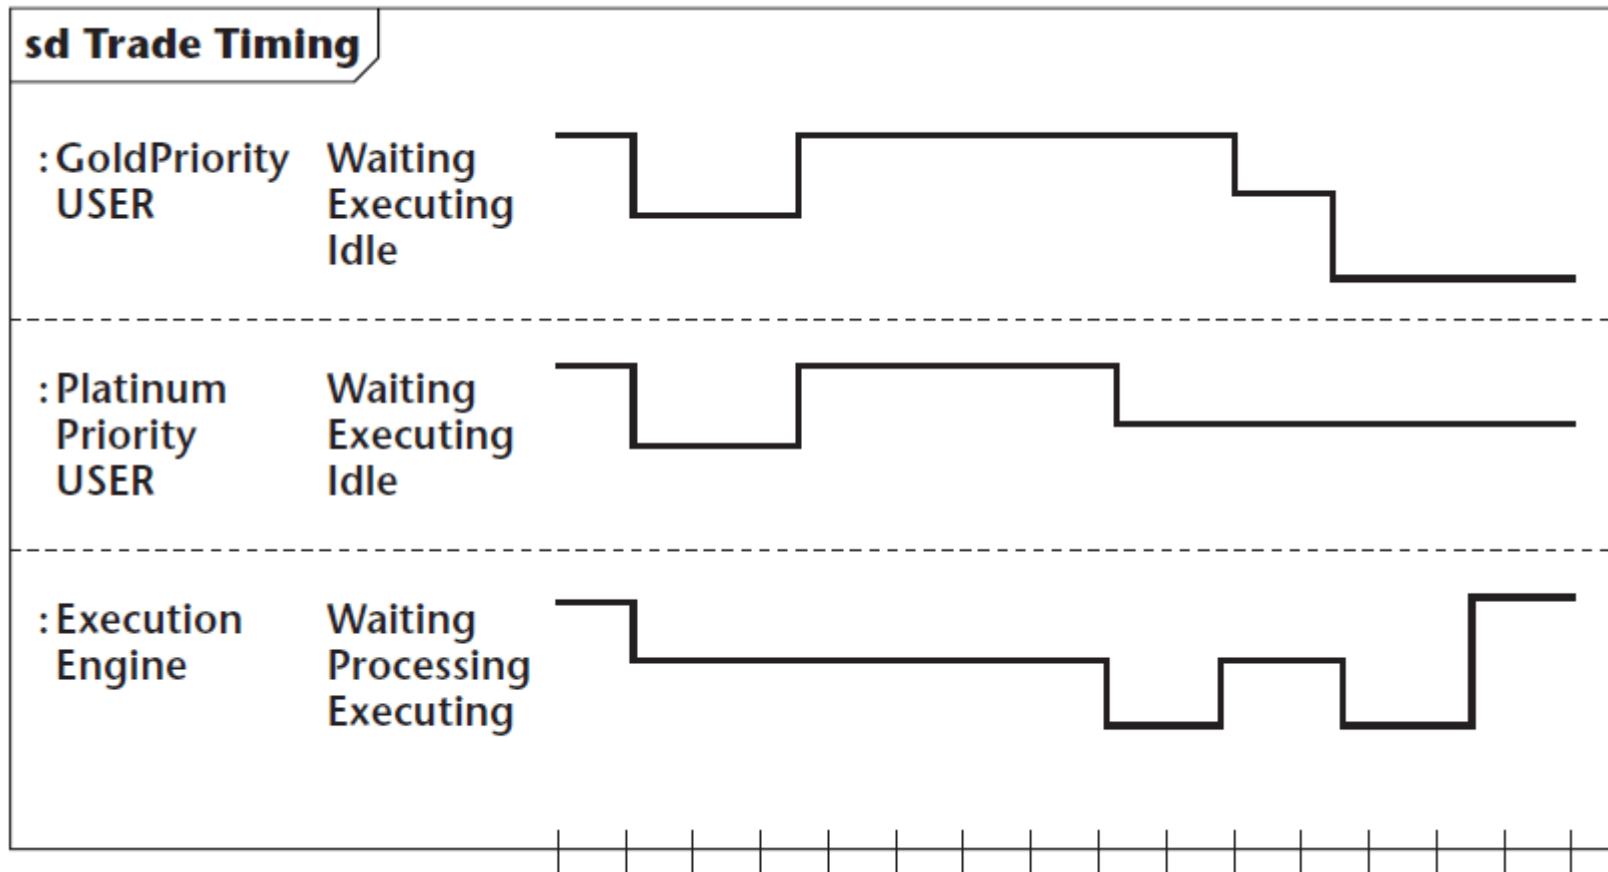 sd Trade Timing
:GoldPriority Waiting
USER Executing
Idle
:Platinum Waiting
Priority Executing
USER Idle
:Execution Waiting
Engine Processing
Executing